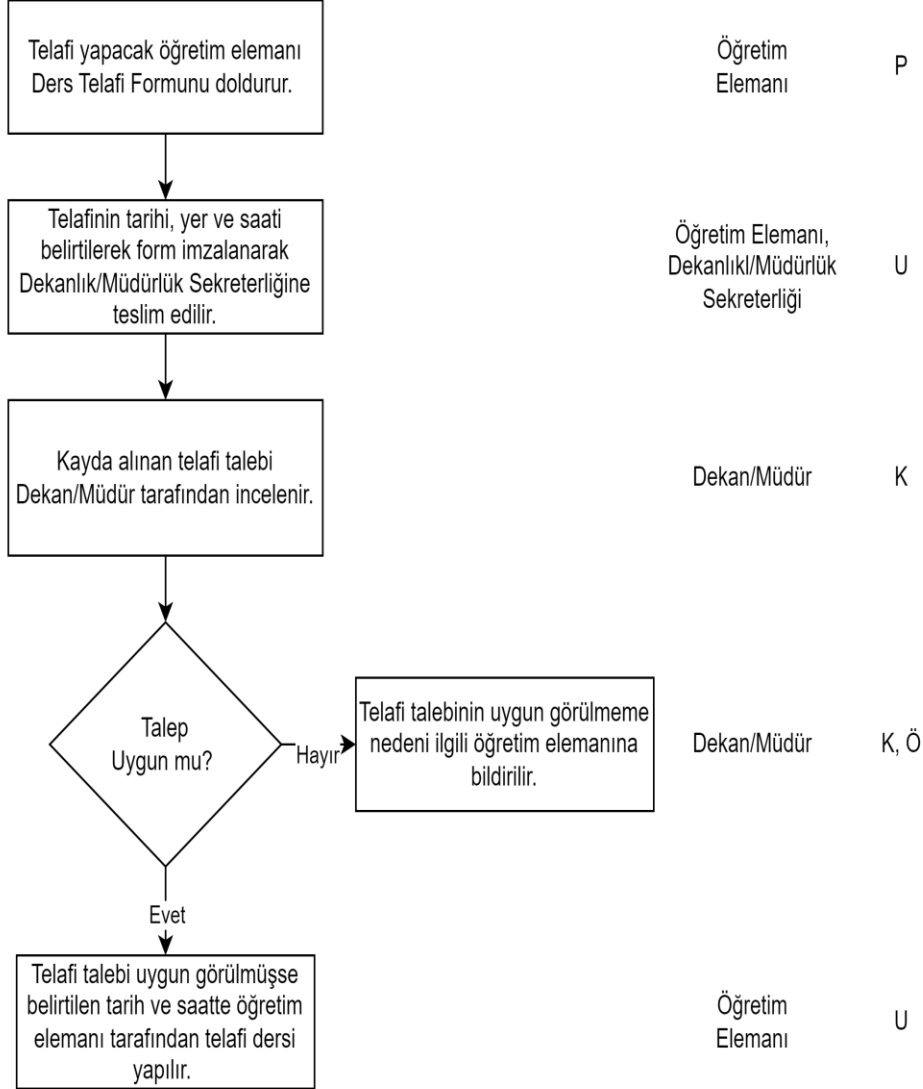 Telafi yapacak öğretim elemanı
Ders Telafi Formunu doldurur.
Öğretim
Elemanı
P
Telafinin tarihi, yer ve saati
belirtilerek form imzalanarak
Dekanlık/Müdürlük Sekreterliğine
teslim edilir.
Öğretim Elemanı,
Dekanlıkl/Müdürlük
Sekreterliği
U
Kayda alınan telafi talebi
Dekan/Müdür tarafından incelenir.
Dekan/Müdür
K
Talep
Uygun mu?
Hayır
Telafi talebinin uygun görülmeme
nedeni ilgili öğretim elemanına
bildirilir.
Dekan/Müdür
K, Ö
Evet
Telafi talebi uygun görülmüşse
belirtilen tarih ve saatte öğretim
elemanı tarafından telafi dersi
yapılır.
Öğretim
Elemanı
U